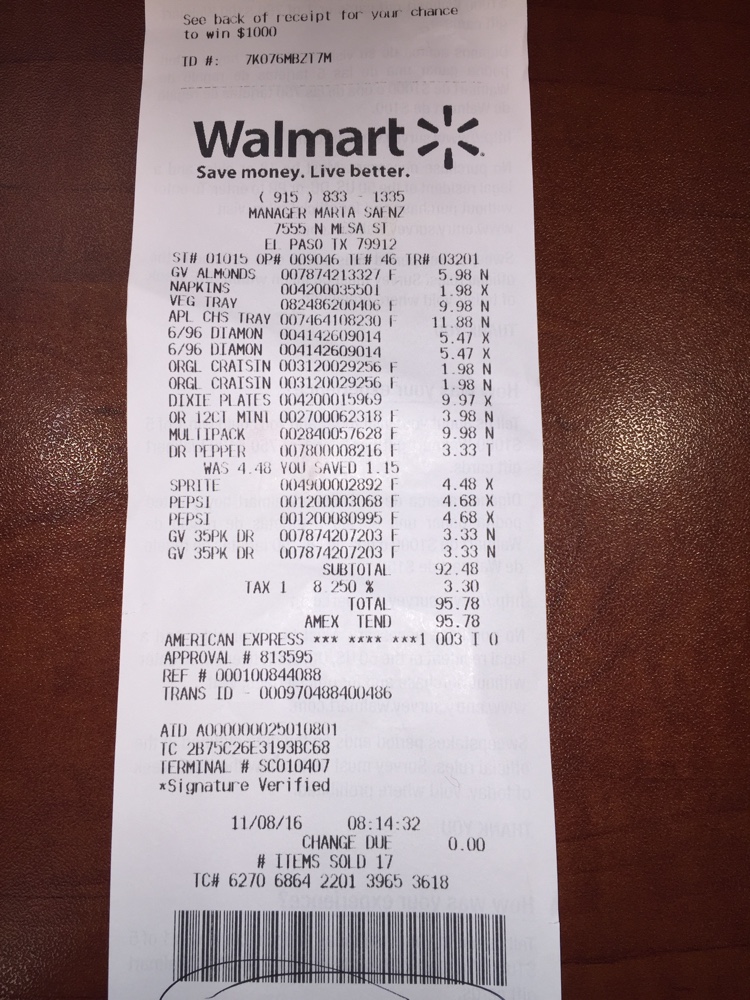 See back of receipt for your chance
to win $1000
ID #: 7K076MBZT7M
Walmart
Save money. Live better.
( 915 ) 833 - 1335
MANAGER MARIA SAENZ
7555 N MESA ST
EL PASO TX 79912
ST# 01015 OP# 009046 TE# 46 TR# 03201
GV ALMONDS 007874213327 F 5.98 N
NAPKINS 004200035501 1.98 X
VEG TRAY 082486200406 F 9.98 N
APL CHS TRAY 007464108230 F 11.88 N
6/96 DIAMON 004142609014 5.47 X
6/96 DIAMON 004142609014 5.47 X
ORGL CRAISIN 003120029256 F 1.98 N
ORGL CRAISIN 003120029256 F 1.98 N
DIXIE PLATES 004200015969 9.97 X
OR 12CT MINI 002700062318 F 3.98 N
MULTIPACK 002840057628 F 9.98 N
DR PEPPER 007800008216 F 3.33 T
WAS 4.48 YOU SAVED 1.15
SPRITE 004900002892 F 4.48 X
PEPSI 001200003068 F 4.68 X
PEPSI 001200080995 F 4.68 X
GV 35PK DR 007874207203 F 3.33 N
GV 35PK DR 007874207203 F 3.33 N
SUBTOTAL 92.48
TAX 1 8.250 % 3.30
TOTAL 95.78
AMEX TEND 95.78
AMERICAN EXPRESS *** **** ***1 003 I 0
APPROVAL # 813595
REF # 000100844088
TRANS ID - 000970488400486
AID A000000025010801
TC 2B75C26E3193BC68
TERMINAL # SC010407
*Signature Verified
11/08/16 08:14:32
CHANGE DUE 0.00
# ITEMS SOLD 17
TC# 6270 6864 2201 3965 3618